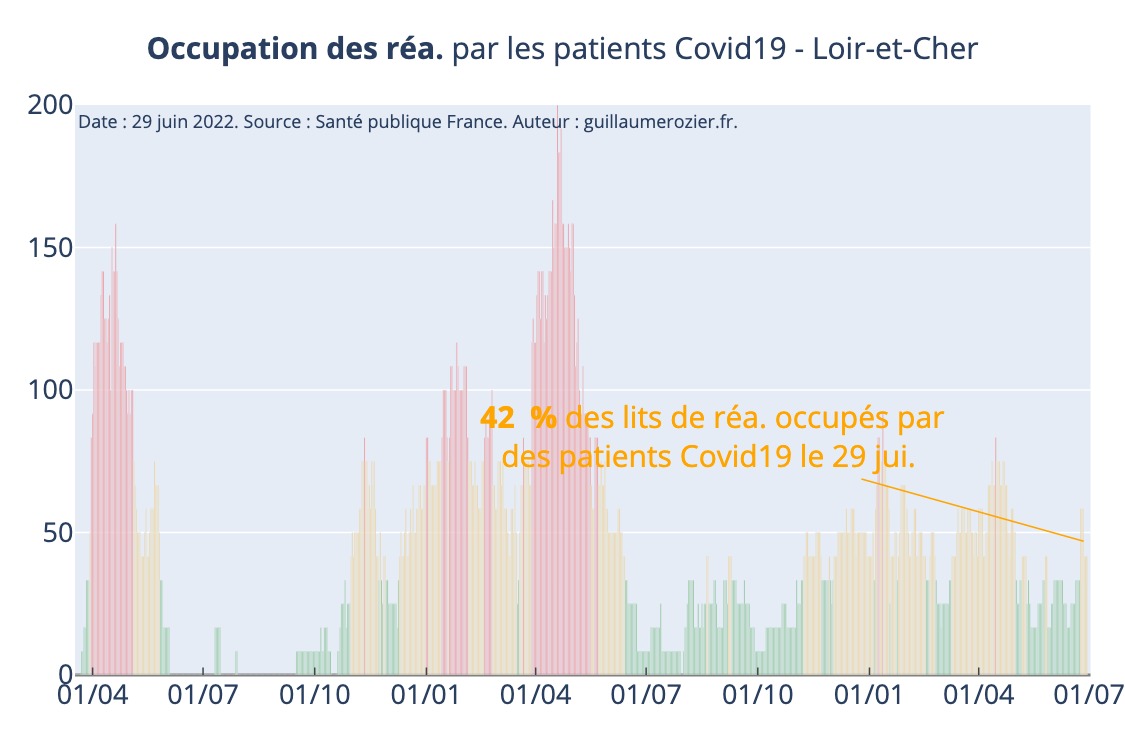 Occupation des réa. par les patients Covid19 - Loir-et-Cher
200
Date : 29 juin 2022. Source : Santé publique France. Auteur : guillaumerozier.fr.
150
100
42 % des lits de réa. occupés par
des patients Covid19 le 29 jui.
50
0
01/04 01/07 01/10 01/01 01/04 01/07 01/10 01/01 01/04 01/07